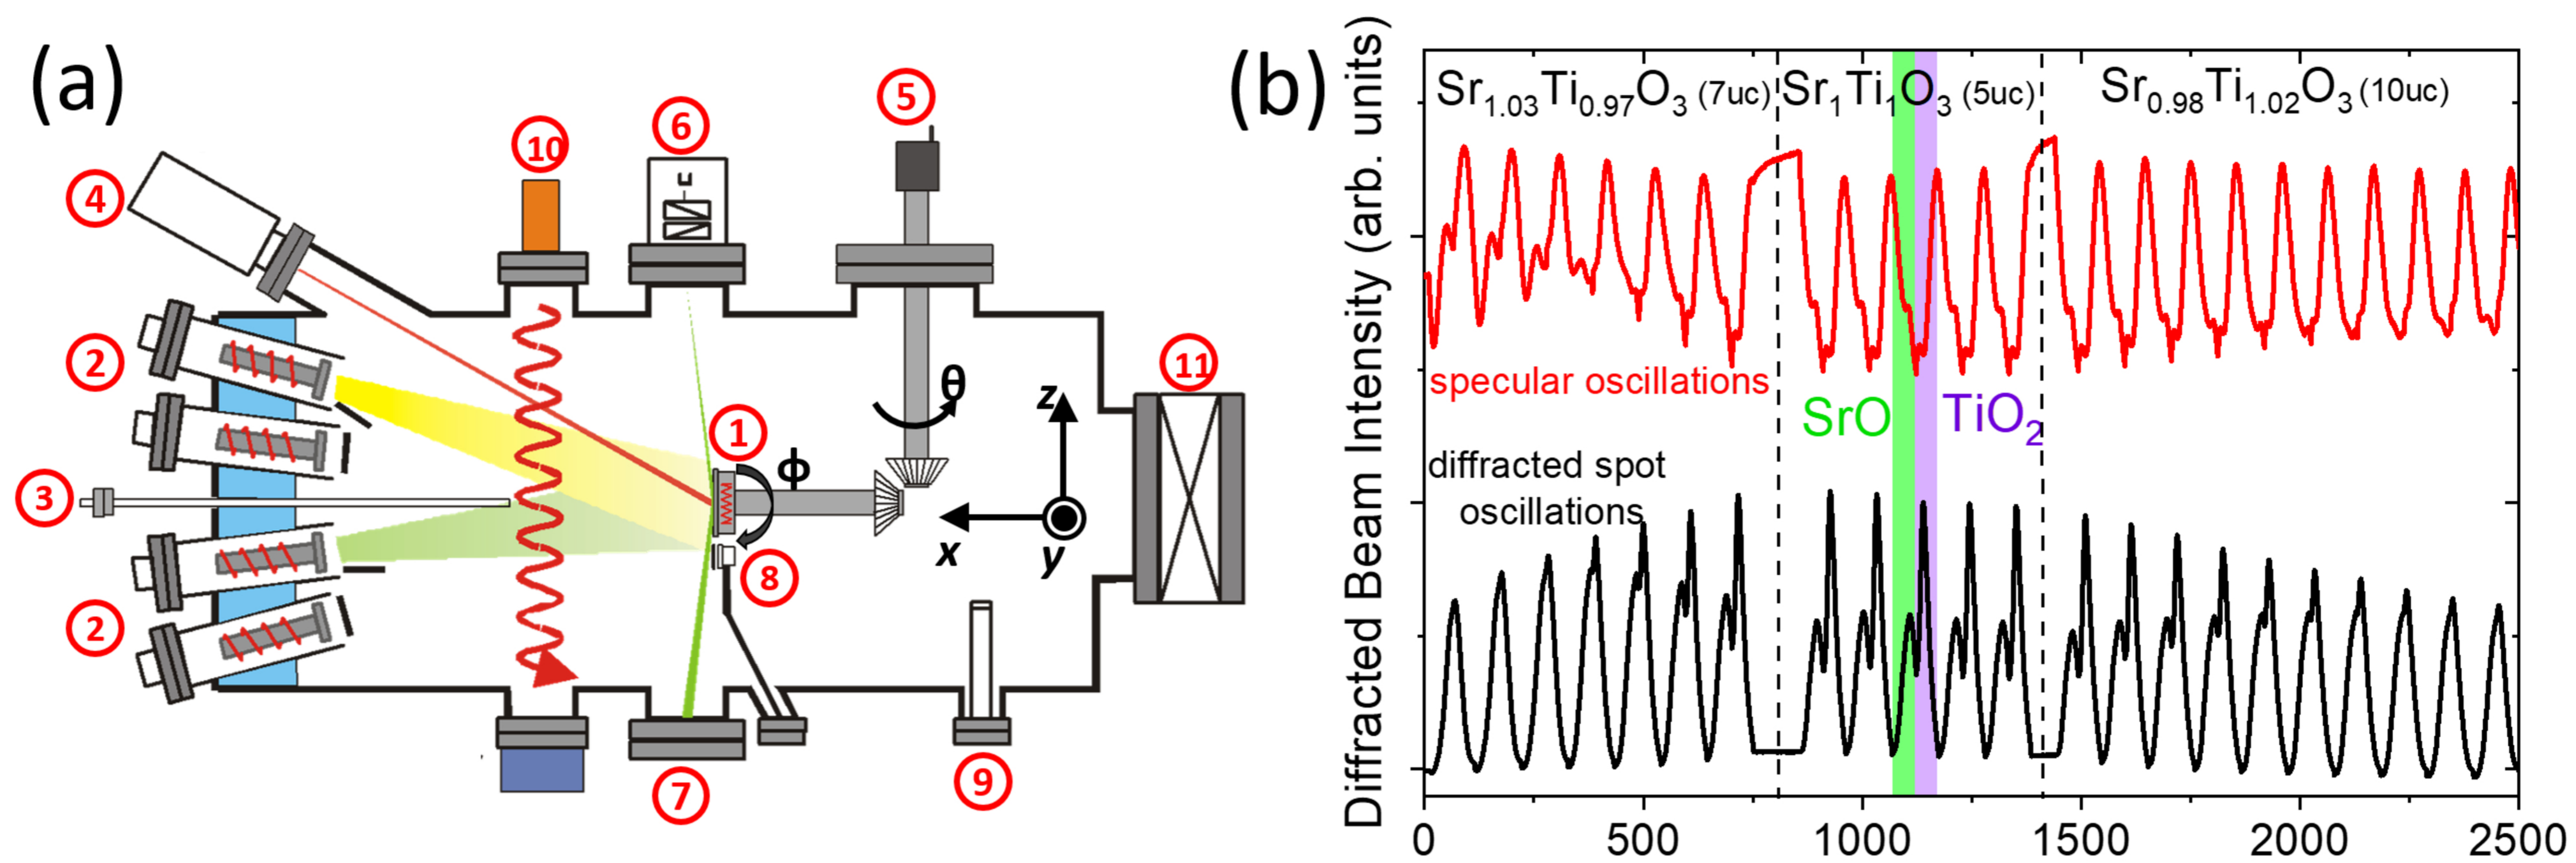 (a)
4
10
6
5
2
3
1
θ
ϕ
11
z
x
y
8
2
7
9
(b)
Diffracted Beam Intensity (arb. units)
Sr1.03Ti0.97O3 (7uc)
Sr1Ti1O3 (5uc)
Sr0.98Ti1.02O3 (10uc)
specular oscillations
SrO
TiO2
diffracted spot
oscillations
0 500 1000 1500 2000 2500